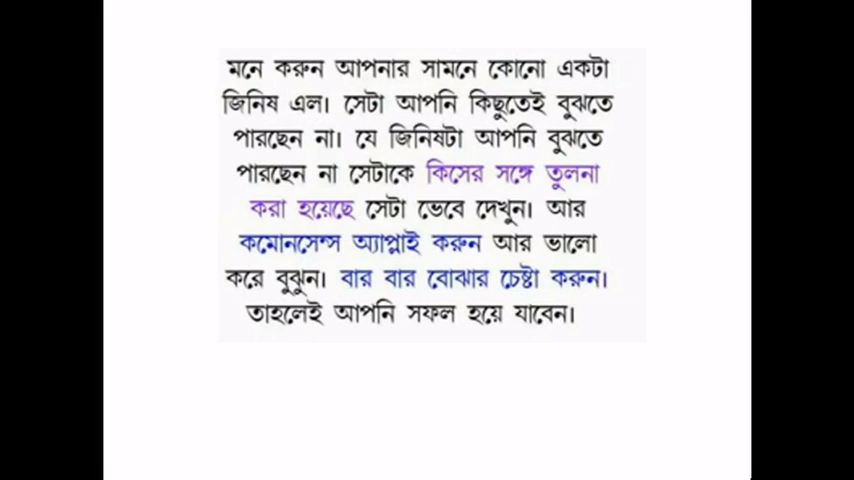 মনে করুন আপনার সামনে কোনো একটা
জিনিষ এল। সেটা আপনি কিছুতেই বুঝতে
পারছেন না। যে জিনিষটা আপনি বুঝতে
পারছেন না সেটাকে কিসের সঙ্গে তুলনা
করা হয়েছে সেটা ভেবে দেখুন। আর
কমোনসেন্স অ্যাপ্লাই করুন আর ভালো
করে বুঝুন। বার বার বোঝার চেষ্টা করুন।
তাহলেই আপনি সফল হয়ে যাবেন।